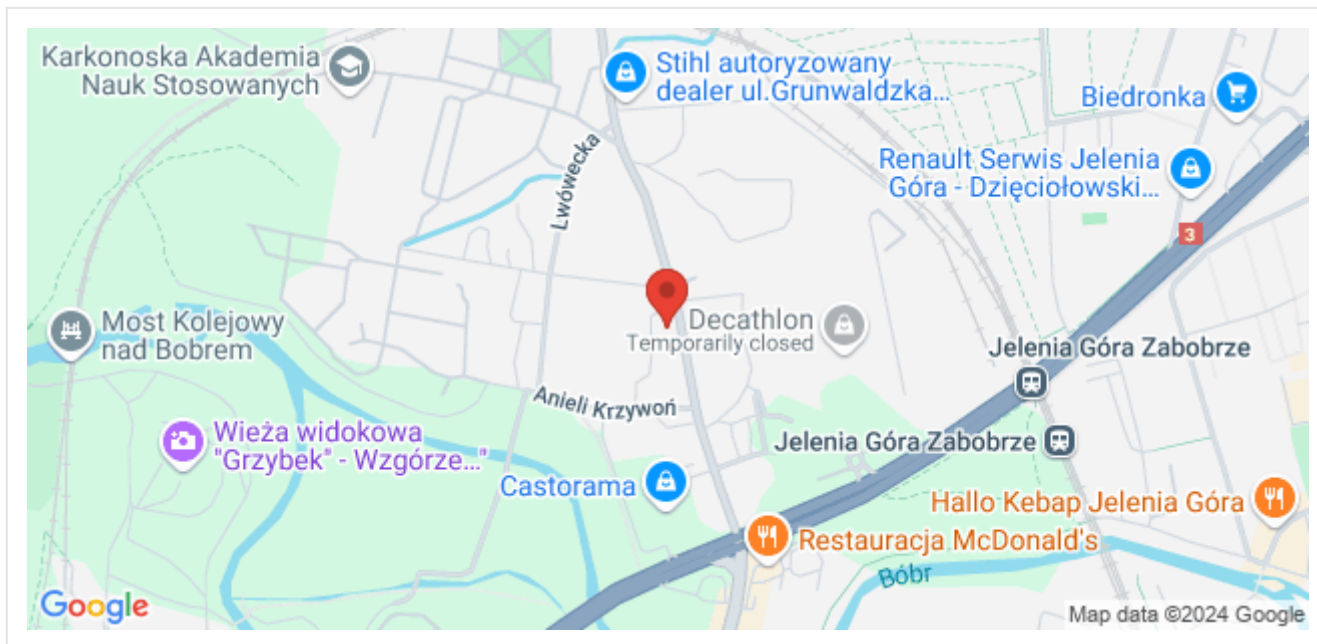 Karkonoska Akademia
Nauk Stosowanych
Stihl autoryzowany
dealer ul.Grunwaldzka...
Biedronka
Renault Serwis Jelenia
Góra - Dzięciołowski...
Lwówecka
3
Most Kolejowy
nad Bobrem
Decathlon
Temporarily closed
Jelenia Góra Zabobrze
Anieli Krzywoń
Wieża widokowa
"Grzybek" - Wzgórze..."
Jelenia Góra Zabobrze
Castorama
Hallo Kebap Jelenia Góra
Restauracja McDonald's
Bóbr
Google
Map data ©2024 Google